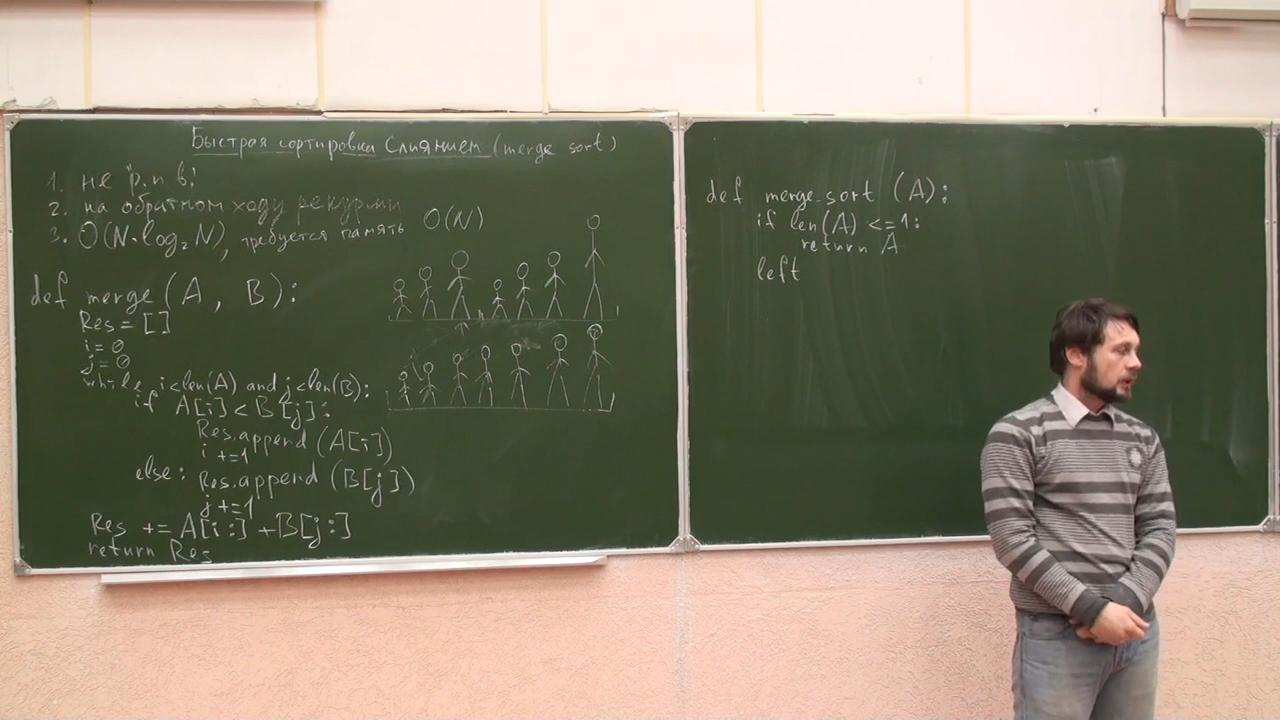 Быстрая сортировка Слиянием (merge sort)
1. не р. п в!
2. на обратном ходу рекурсии
3. O(N·log₂N), требуется память
O(N)
def merge (A, B):
Res = []
i = 0
j = 0
while i<len(A) and j<len(B):
if A[i] < B[j]:
Res.append (A[i])
i +=1
else: Res.append (B[j])
j +=1
Res += A[i:] +B[j:]
return Res
def merge_sort (A):
if len(A) <=1:
return A
left